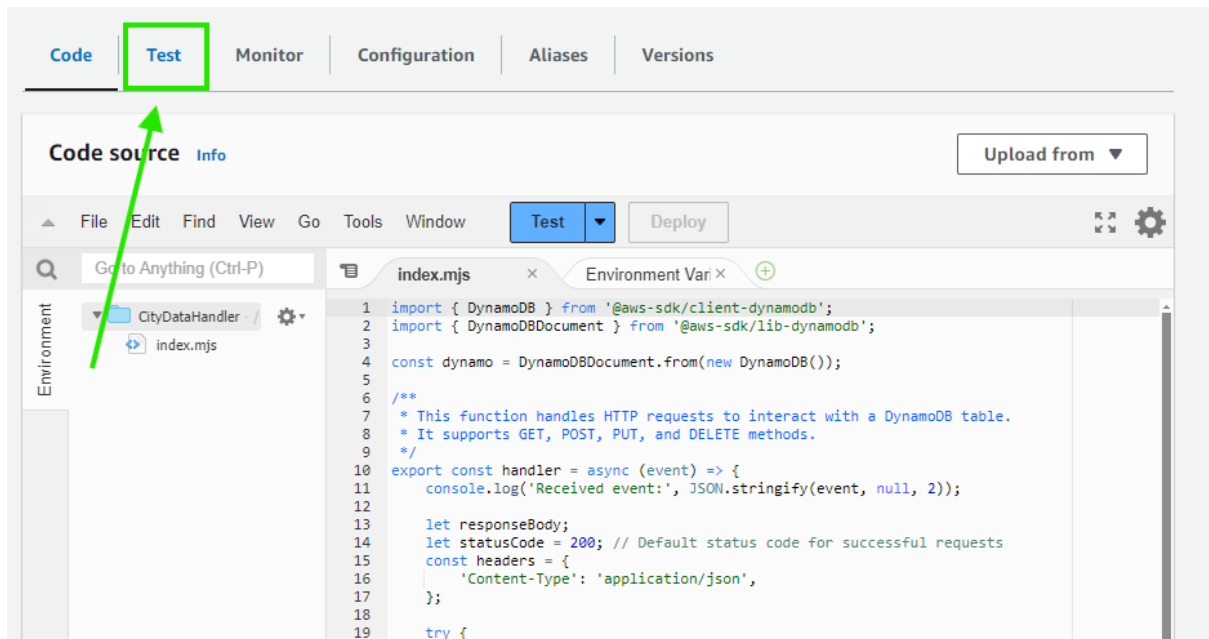 Code Test Monitor Configuration Aliases Versions
Code source Info Upload from
File Edit Find View Go Tools Window Test Deploy
Go to Anything (Ctrl-P) index.mjs Environment Vari
Environment
CityDataHandler - /
index.mjs
1 import { DynamoDB } from '@aws-sdk/client-dynamodb';
2 import { DynamoDBDocument } from '@aws-sdk/lib-dynamodb';
3
4 const dynamo = DynamoDBDocument.from(new DynamoDB());
5
6 /**
7 * This function handles HTTP requests to interact with a DynamoDB table.
8 * It supports GET, POST, PUT, and DELETE methods.
9 */
10 export const handler = async (event) => {
11 console.log('Received event:', JSON.stringify(event, null, 2));
12
13 let responseBody;
14 let statusCode = 200; // Default status code for successful requests
15 const headers = {
16 'Content-Type': 'application/json',
17 };
18
19 try {